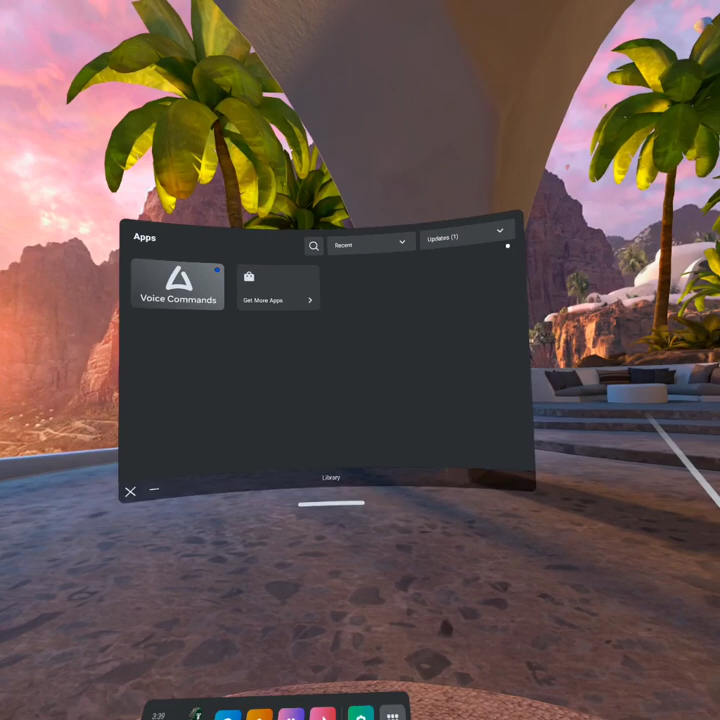 Apps
Recent
Updates (1)
Voice Commands
Get More Apps
Library
3:39